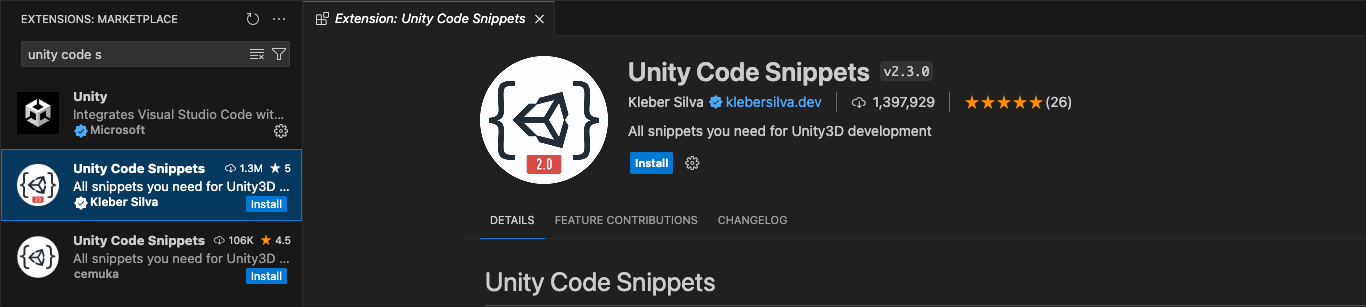 EXTENSIONS: MARKETPLACE
unity code s
Unity
Integrates Visual Studio Code wit...
Microsoft
Unity Code Snippets 1.3M ★ 5
All snippets you need for Unity3D ...
Kleber Silva Install
Unity Code Snippets 106K ★ 4.5
All snippets you need for Unity3D ...
cemuka Install
Extension: Unity Code Snippets
2.0
Unity Code Snippets v2.3.0
Kleber Silva klebersilva.dev 1,397,929 ★★★★★(26)
All snippets you need for Unity3D development
Install
DETAILS FEATURE CONTRIBUTIONS CHANGELOG
Unity Code Snippets